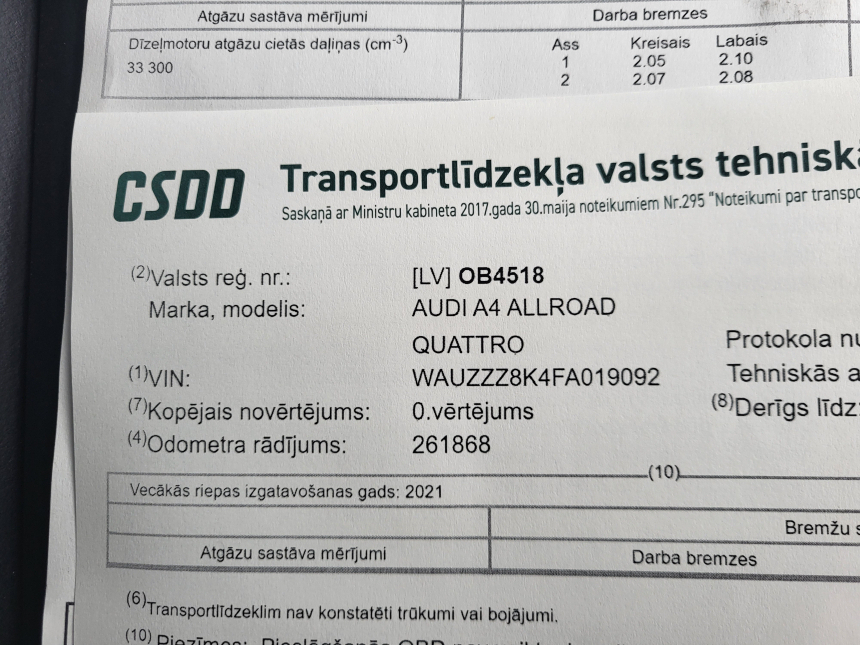 Atgāzu sastāva mērījumi Darba bremzes
Dīzeļmotoru atgāzu cietās daļiņas (cm-3) Ass Kreisais Labais
33 300 1 2.05 2.10
2 2.07 2.08
CSDD Transportlīdzekļa valsts tehniskā
Saskaņā ar Ministru kabineta 2017.gada 30.maija noteikumiem Nr.295 "Noteikumi par transpo
(2)Valsts reģ. nr.: [LV] OB4518
Marka, modelis: AUDI A4 ALLROAD
QUATTRO Protokola nu
(1)VIN: WAUZZZ8K4FA019092 Tehniskās a
(7)Kopējais novērtējums: 0.vērtējums (8)Derīgs līdz:
(4)Odometra rādījums: 261868
(10)
Vecākās riepas izgatavošanas gads: 2021
Bremžu s
Atgāzu sastāva mērījumi Darba bremzes
(6)Transportlīdzeklim nav konstatēti trūkumi vai bojājumi.
(10) Piezīmes: